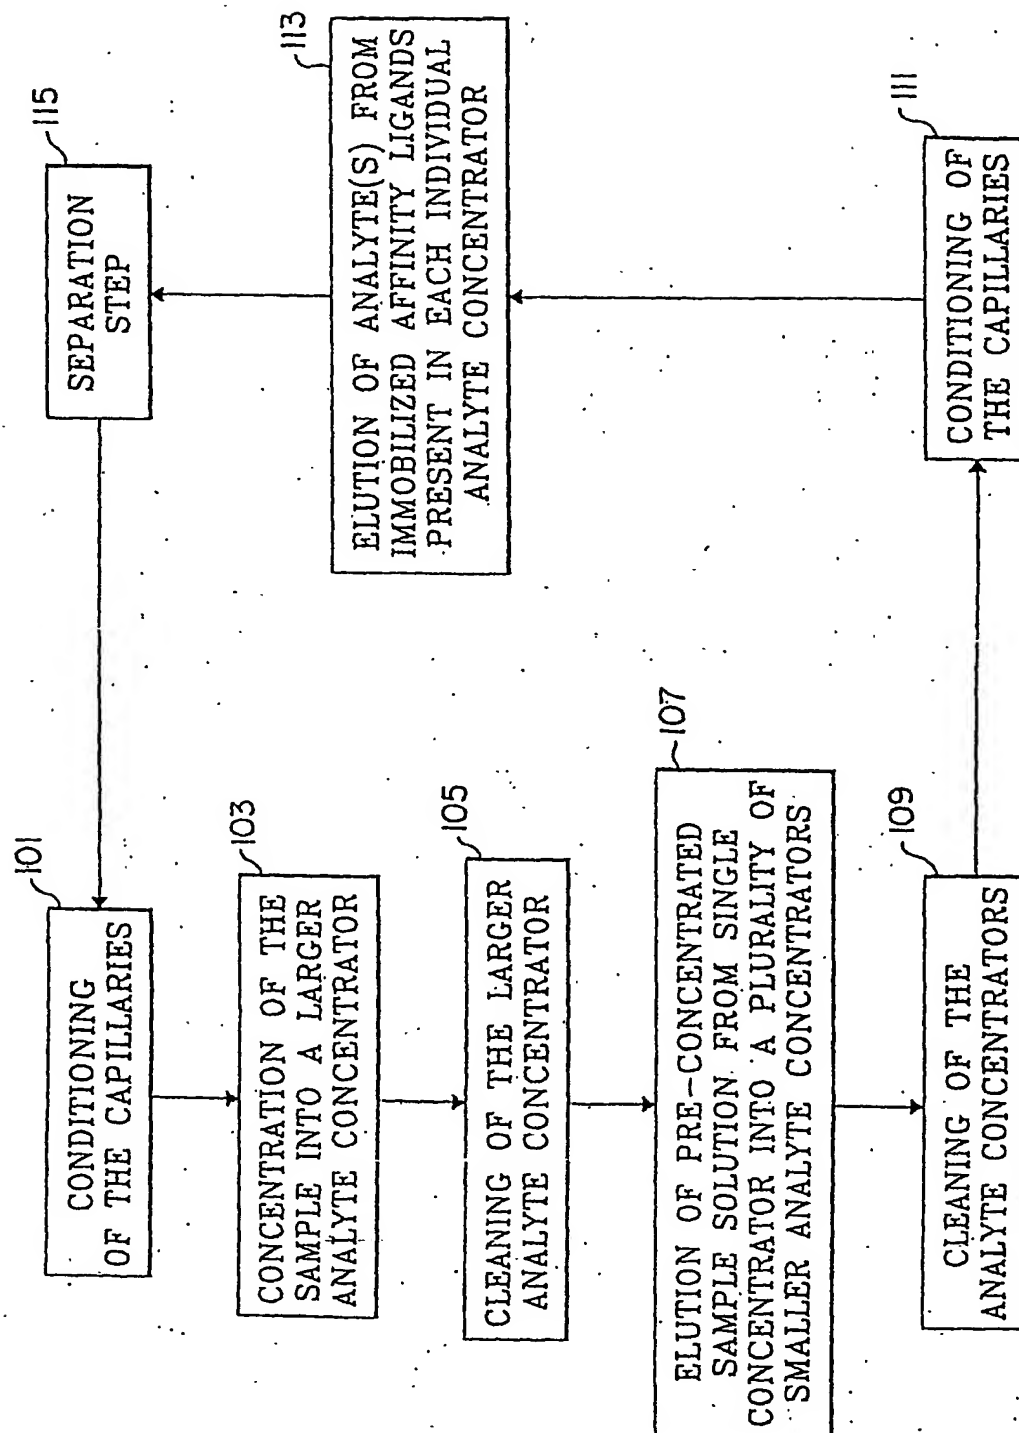 101
CONDITIONING
OF THE CAPILLARIES
103
CONCENTRATION OF THE
SAMPLE INTO A LARGER
ANALYTE CONCENTRATOR
105
CLEANING OF THE LARGER
ANALYTE CONCENTRATOR
107
ELUTION OF PRE-CONCENTRATED
SAMPLE SOLUTION FROM SINGLE
CONCENTRATOR INTO A PLURALITY OF
SMALLER ANALYTE CONCENTRATORS
109
CLEANING OF THE
ANALYTE CONCENTRATORS
111
CONDITIONING OF
THE CAPILLARIES
113
ELUTION OF ANALYTE(S) FROM
IMMOBILIZED AFFINITY LIGANDS
PRESENT IN EACH INDIVIDUAL
ANALYTE CONCENTRATOR
115
SEPARATION
STEP